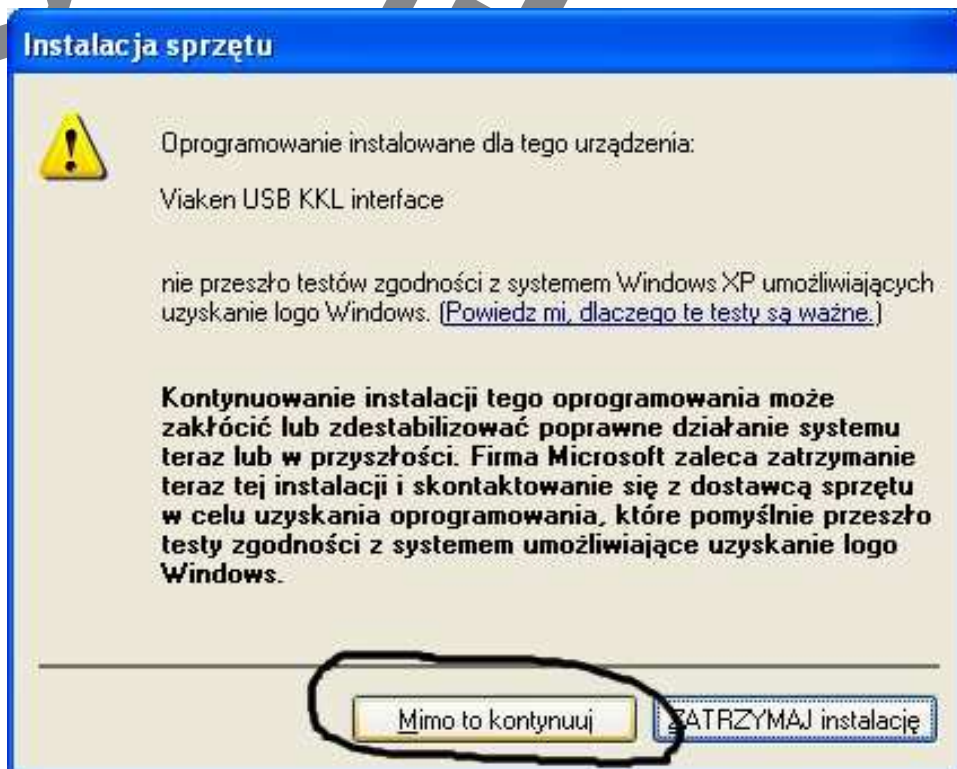 Instalacja sprzętu
Oprogramowanie instalowane dla tego urządzenia:
Viaken USB KKL interface
nie przeszło testów zgodności z systemem Windows XP umożliwiających
uzyskanie logo Windows. (Powiedz mi, dlaczego te testy są ważne.)
Kontynuowanie instalacji tego oprogramowania może
zakłócić lub zdestabilizować poprawne działanie systemu
teraz lub w przyszłości. Firma Microsoft zaleca zatrzymanie
teraz tej instalacji i skontaktowanie się z dostawcą sprzętu
w celu uzyskania oprogramowania, które pomyślnie przeszło
testy zgodności z systemem umożliwiające uzyskanie logo
Windows.
Mimo to kontynuuj
ZATRZYMAJ instalację